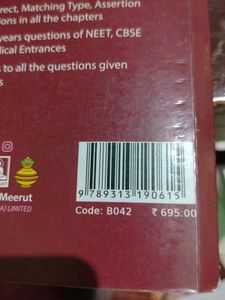 rect, Matching Type, Assertion
ions in all the chapters
years questions of NEET, CBSE
dical Entrances
to all the questions given
s
9 789313 190615
Meerut
A) LIMITED
Code: B042 ₹ 695.00